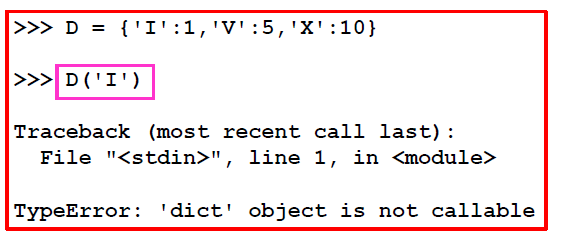 >>> D = {'I':1,'V':5,'X':10}
>>> D('I')
Traceback (most recent call last):
  File "<stdin>", line 1, in <module>
TypeError: 'dict' object is not callable